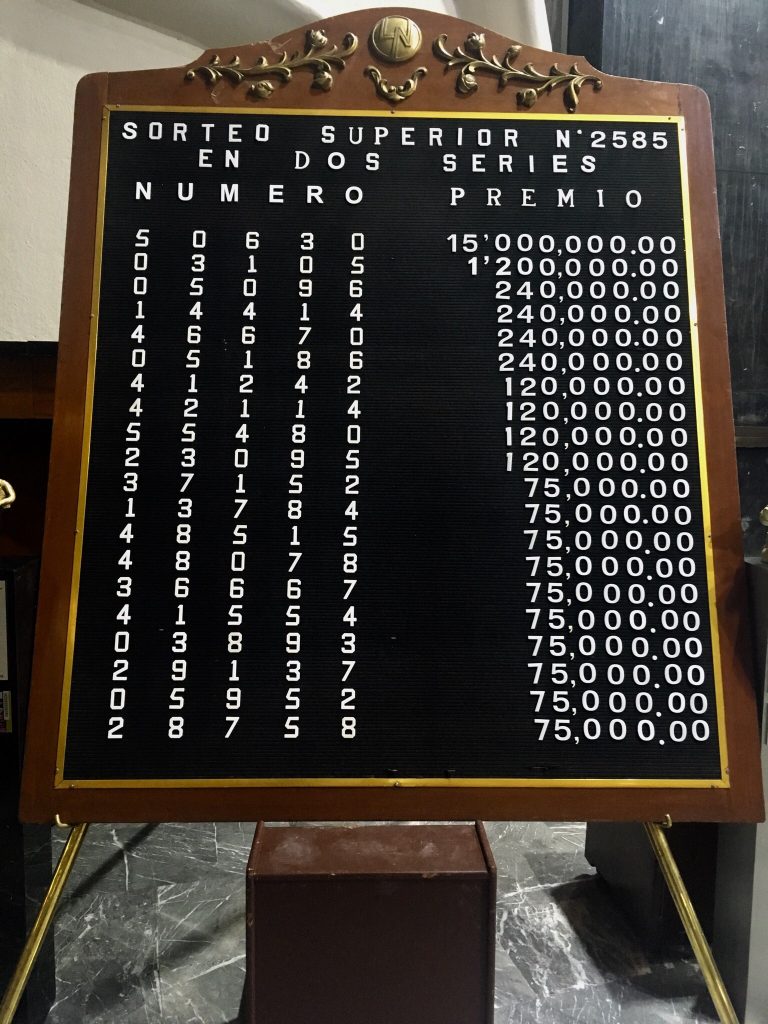 LN
SORTEO SUPERIOR N°2585
EN DOS SERIES
NUMERO PREMIO
5 0 6 3 0 15'000,000.00
0 3 1 0 5 1'200,000.00
0 5 0 9 6 240,000.00
1 4 4 1 4 240,000.00
4 6 6 7 0 240,000.00
0 5 1 8 6 240,000.00
4 1 2 4 2 120,000.00
4 2 1 1 4 120,000.00
5 5 4 8 0 120,000.00
2 3 0 9 5 120,000.00
3 7 1 5 2 75,000.00
1 3 7 8 4 75,000.00
4 8 5 1 5 75,000.00
4 8 0 7 8 75,000.00
3 6 6 6 7 75,000.00
4 1 5 5 4 75,000.00
0 3 8 9 3 75,000.00
2 9 1 3 7 75,000.00
0 5 9 5 2 75,000.00
2 8 7 5 8 75,000.00